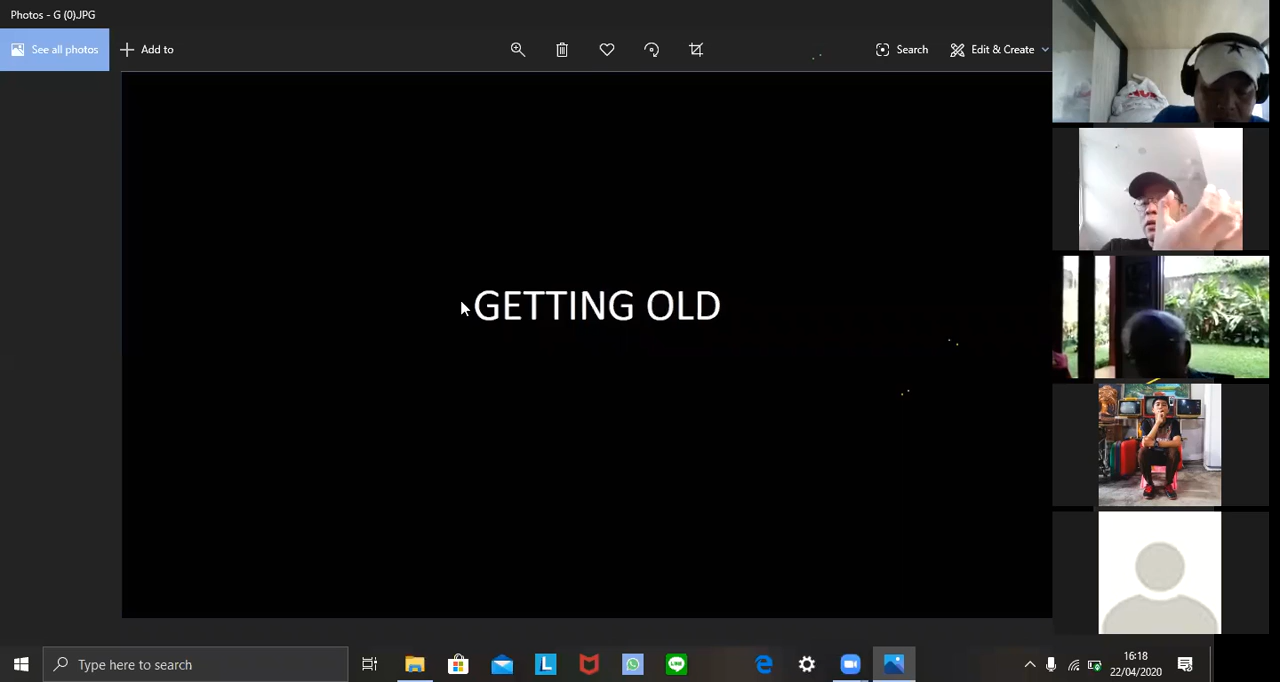 Photos - G (0).JPG
See all photos
Add to
Search
Edit & Create
GETTING OLD
Type here to search
16:18
22/04/2020